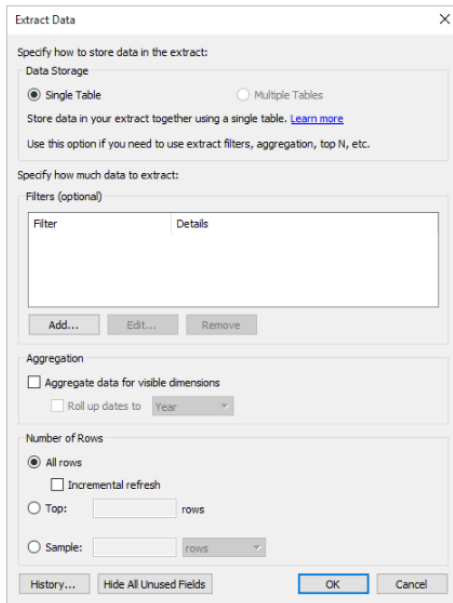 Extract Data
Specify how to store data in the extract:
Data Storage
Single Table Multiple Tables
Store data in your extract together using a single table. Learn more
Use this option if you need to use extract filters, aggregation, top N, etc.
Specify how much data to extract:
Filters (optional)
Filter Details
Add... Edit... Remove
Aggregation
Aggregate data for visible dimensions
Roll up dates to Year
Number of Rows
All rows
Incremental refresh
Top: rows
Sample: rows
History... Hide All Unused Fields OK Cancel